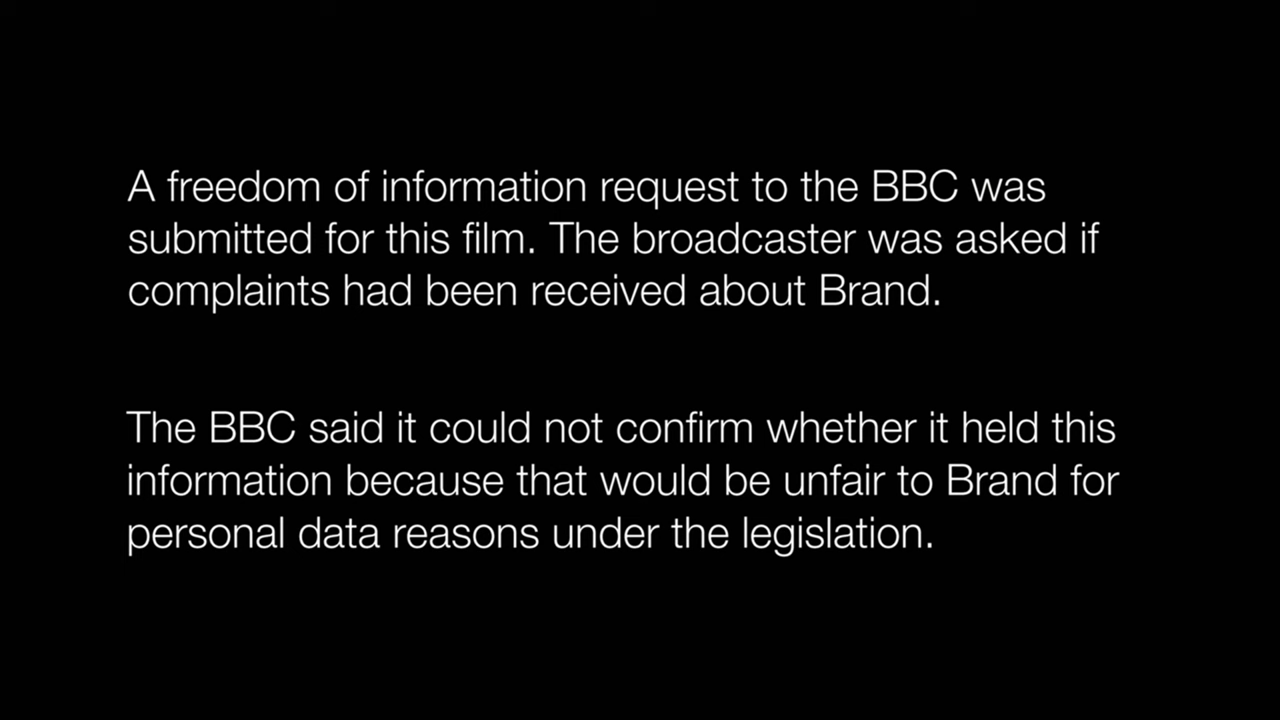 A freedom of information request to the BBC was
submitted for this film. The broadcaster was asked if
complaints had been received about Brand.
The BBC said it could not confirm whether it held this
information because that would be unfair to Brand for
personal data reasons under the legislation.